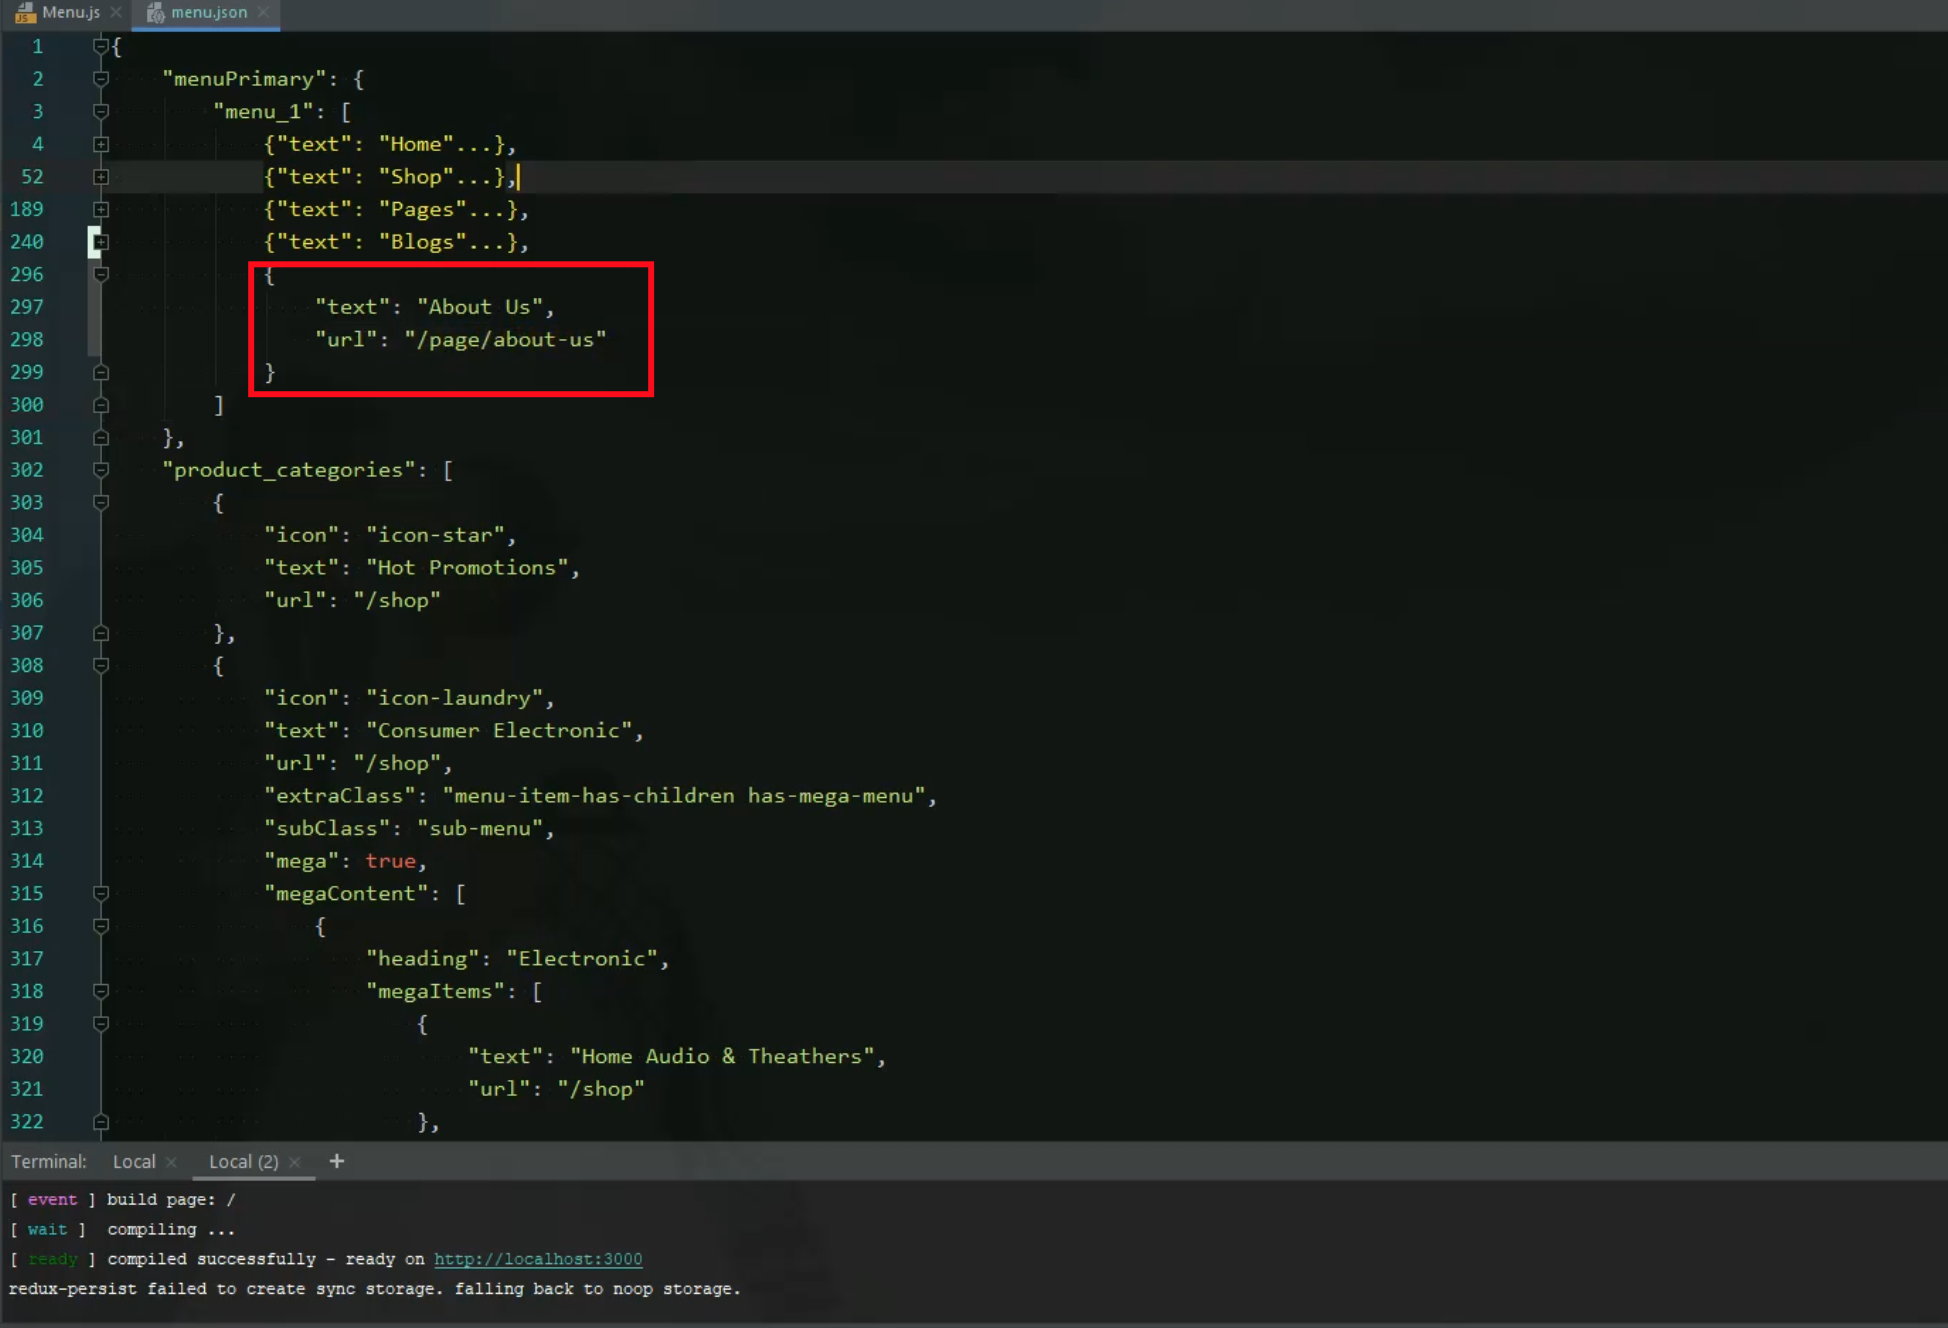 Menu.js
menu.json
1 {
2 "menuPrimary": {
3 "menu_1": [
4 {"text": "Home"...},
52 {"text": "Shop"...},
189 {"text": "Pages"...},
240 {"text": "Blogs"...},
296 {
297 "text": "About Us",
298 "url": "/page/about-us"
299 }
300 ]
301 },
302 "product_categories": [
303 {
304 "icon": "icon-star",
305 "text": "Hot Promotions",
306 "url": "/shop"
307 },
308 {
309 "icon": "icon-laundry",
310 "text": "Consumer Electronic",
311 "url": "/shop",
312 "extraClass": "menu-item-has-children has-mega-menu",
313 "subClass": "sub-menu",
314 "mega": true,
315 "megaContent": [
316 {
317 "heading": "Electronic",
318 "megaItems": [
319 {
320 "text": "Home Audio & Theathers",
321 "url": "/shop"
322 },
Terminal: Local Local (2) +
[ event ] build page: /
[ wait ] compiling ...
[ ready ] compiled successfully - ready on http://localhost:3000
redux-persist failed to create sync storage. falling back to noop storage.